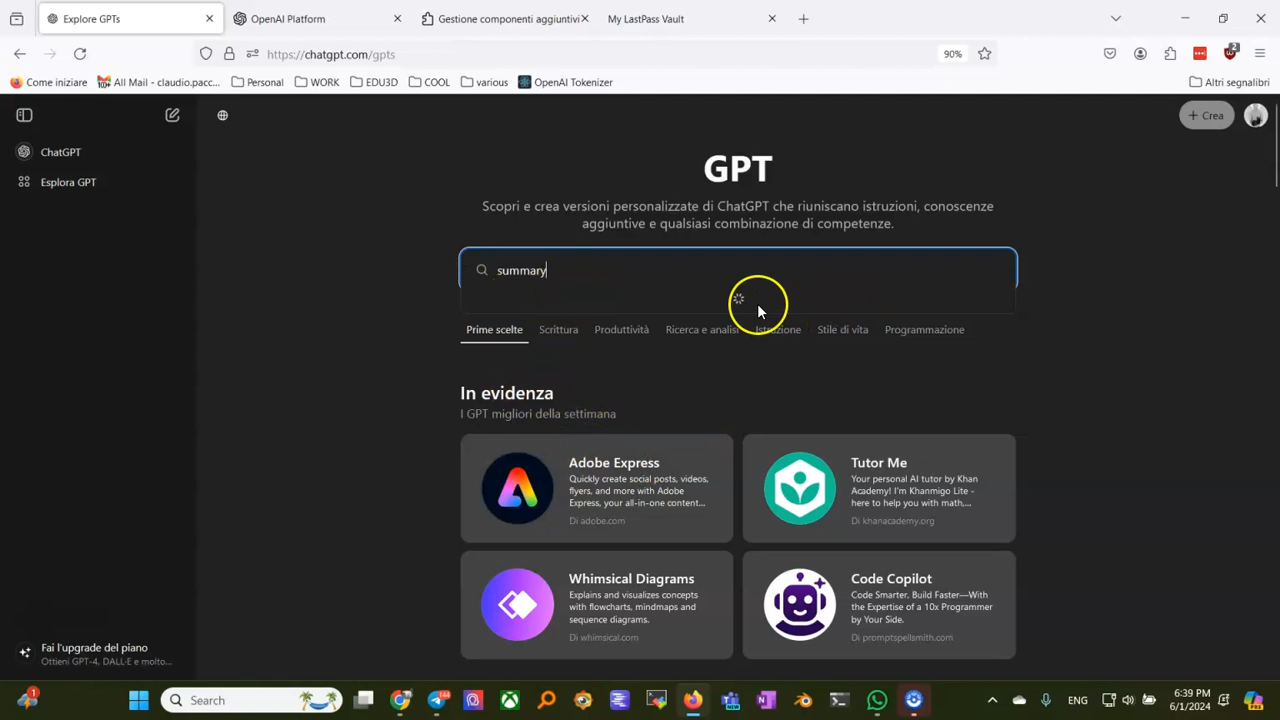 Explore GPTs
OpenAI Platform
Gestione componenti aggiuntivi
My LastPass Vault
https://chatgpt.com/gpts
90%
2
Come iniziare
10+
All Mail - claudio.pacc...
Personal
WORK
EDU3D
COOL
various
OpenAI Tokenizer
Altri segnalibri
ChatGPT
Esplora GPT
Crea
GPT
Scopri e crea versioni personalizzate di ChatGPT che riuniscano istruzioni, conoscenze
aggiuntive e qualsiasi combinazione di competenze.
summary
Prime scelte
Scrittura
Produttività
Ricerca e analisi
Istruzione
Stile di vita
Programmazione
In evidenza
I GPT migliori della settimana
Adobe Express
Quickly create social posts, videos,
flyers, and more with Adobe
Express, your all-in-one content...
Di adobe.com
Tutor Me
Your personal AI tutor by Khan
Academy! I'm Khanmigo Lite -
here to help you with math,...
Di khanacademy.org
Whimsical Diagrams
Explains and visualizes concepts
with flowcharts, mindmaps and
sequence diagrams.
Di whimsical.com
Code Copilot
Code Smarter, Build Faster—With
the Expertise of a 10x Programmer
by Your Side.
Di promptspellsmith.com
Fai l'upgrade del piano
Ottieni GPT-4, DALL·E e molto...
1
Search
ENG
6:39 PM
6/1/2024